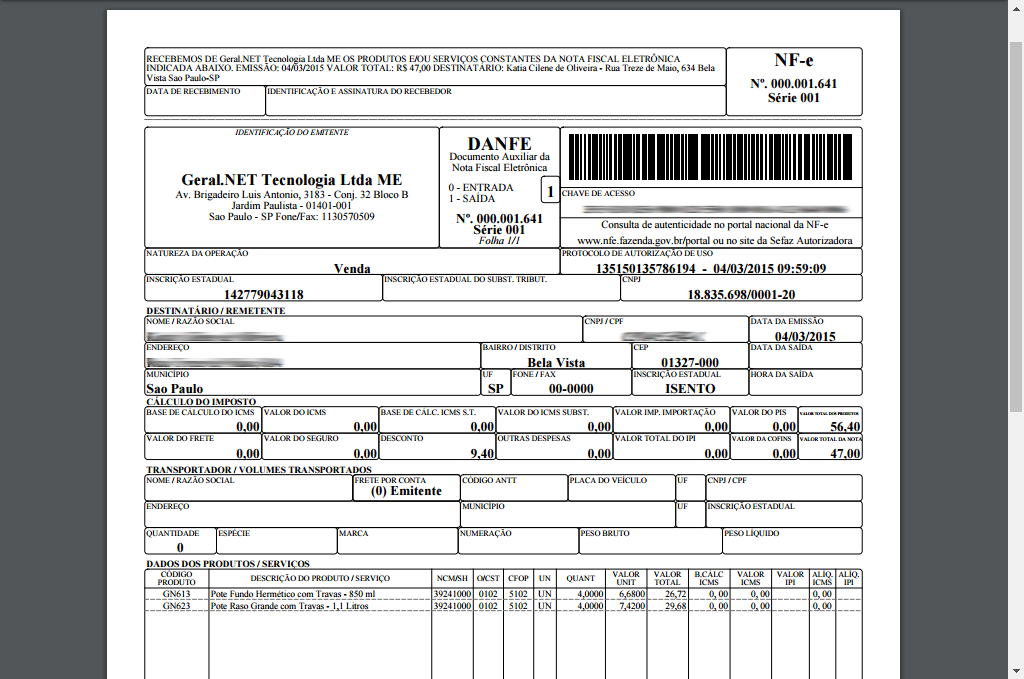 RECEBEMOS DE Geral.NET Tecnologia Ltda ME OS PRODUTOS E/OU SERVIÇOS CONSTANTES DA NOTA FISCAL ELETRÔNICA
INDICADA ABAIXO. EMISSÃO: 04/03/2015 VALOR TOTAL: R$ 47,00 DESTINATÁRIO: Katia Cilene de Oliveira - Rua Treze de Maio, 634 Bela
Vista Sao Paulo-SP
NF-e
Nº. 000.001.641
Série 001
DATA DE RECEBIMENTO IDENTIFICAÇÃO E ASSINATURA DO RECEBEDOR
IDENTIFICAÇÃO DO EMITENTE
Geral.NET Tecnologia Ltda ME
Av. Brigadeiro Luis Antonio, 3183 - Conj. 32 Bloco B
Jardim Paulista - 01401-001
Sao Paulo - SP Fone/Fax: 1130570509
DANFE
Documento Auxiliar da
Nota Fiscal Eletrônica
0 - ENTRADA
1 - SAÍDA
1
Nº. 000.001.641
Série 001
Folha 1/1
CHAVE DE ACESSO
Consulta de autenticidade no portal nacional da NF-e
www.nfe.fazenda.gov.br/portal ou no site da Sefaz Autorizadora
NATUREZA DA OPERAÇÃO PROTOCOLO DE AUTORIZAÇÃO DE USO
Venda 135150135786194 - 04/03/2015 09:59:09
INSCRIÇÃO ESTADUAL INSCRIÇÃO ESTADUAL DO SUBST. TRIBUT. CNPJ
142779043118 18.835.698/0001-20
DESTINATÁRIO / REMETENTE
NOME / RAZÃO SOCIAL CNPJ / CPF DATA DA EMISSÃO
04/03/2015
ENDEREÇO BAIRRO / DISTRITO CEP DATA DA SAÍDA
Bela Vista 01327-000
MUNICÍPIO UF FONE / FAX INSCRIÇÃO ESTADUAL HORA DA SAÍDA
Sao Paulo SP 00-0000 ISENTO
CÁLCULO DO IMPOSTO
BASE DE CÁLCULO DO ICMS VALOR DO ICMS BASE DE CÁLC. ICMS S.T. VALOR DO ICMS SUBST. VALOR IMP. IMPORTAÇÃO VALOR DO PIS VALOR TOTAL DOS PRODUTOS
0,00 0,00 0,00 0,00 0,00 0,00 56,40
VALOR DO FRETE VALOR DO SEGURO DESCONTO OUTRAS DESPESAS VALOR TOTAL DO IPI VALOR DA COFINS VALOR TOTAL DA NOTA
0,00 0,00 9,40 0,00 0,00 0,00 47,00
TRANSPORTADOR / VOLUMES TRANSPORTADOS
NOME / RAZÃO SOCIAL FRETE POR CONTA CÓDIGO ANTT PLACA DO VEÍCULO UF CNPJ / CPF
(0) Emitente
ENDEREÇO MUNICÍPIO UF INSCRIÇÃO ESTADUAL
QUANTIDADE ESPÉCIE MARCA NUMERAÇÃO PESO BRUTO PESO LÍQUIDO
0
DADOS DOS PRODUTOS / SERVIÇOS
CÓDIGO PRODUTO DESCRIÇÃO DO PRODUTO / SERVIÇO NCM/SH O/CST CFOP UN QUANT VALOR UNIT VALOR TOTAL B.CÁLC ICMS VALOR ICMS VALOR IPI ALÍQ. ICMS ALÍQ. IPI
GN613 Pote Fundo Hermético com Travas - 850 ml 39241000 0102 5102 UN 4,0000 6,6800 26,72 0, 00 0, 00 0, 00
GN623 Pote Raso Grande com Travas - 1,1 Litros 39241000 0102 5102 UN 4,0000 7,4200 29,68 0, 00 0, 00 0, 00